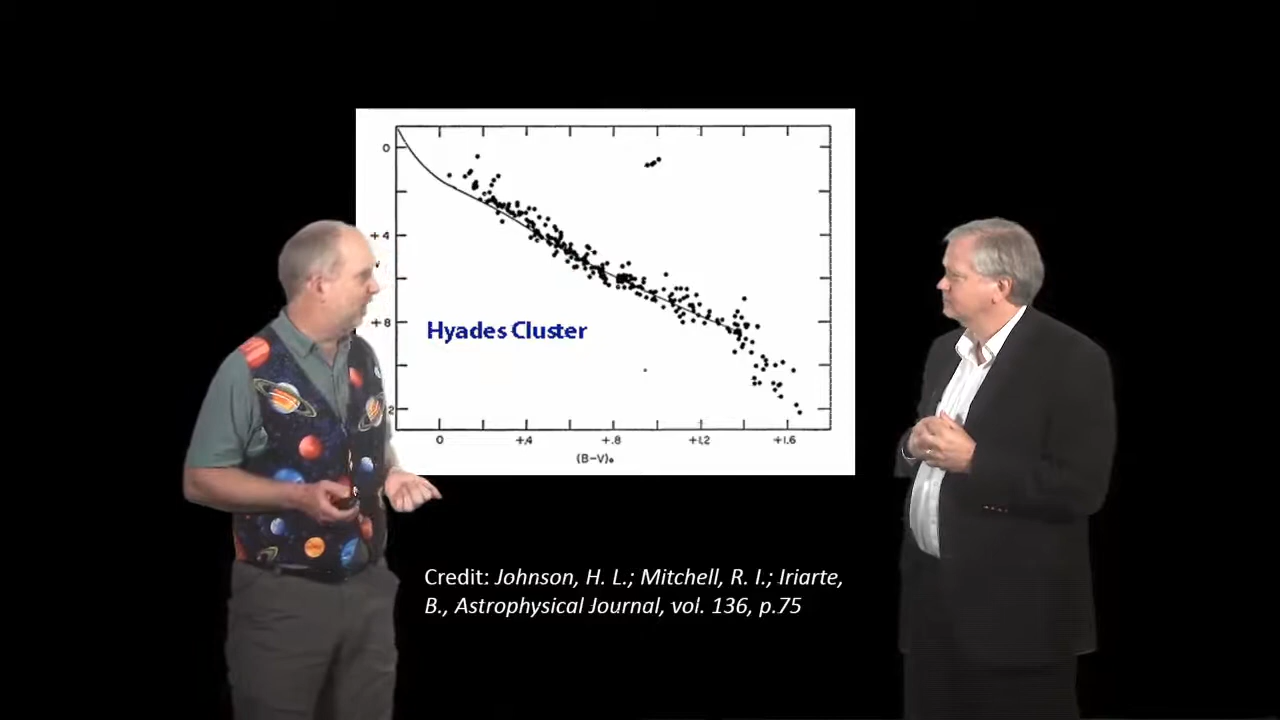 0
+4
+8
2
0 +.4 +.8 +1.2 +1.6
(B-V)₀
Hyades Cluster
Credit: Johnson, H. L.; Mitchell, R. I.; Iriarte,
B., Astrophysical Journal, vol. 136, p.75